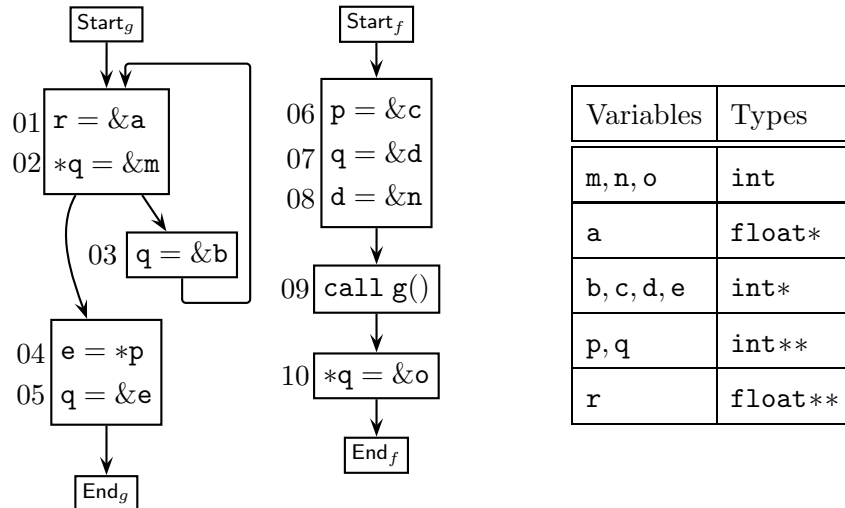 Start_g
01 r = &a
02 *q = &m
03 q = &b
04 e = *p
05 q = &e
End_g
Start_f
06 p = &c
07 q = &d
08 d = &n
09 call g()
10 *q = &o
End_f
Variables Types
m, n, o int
a float*
b, c, d, e int*
p, q int**
r float**